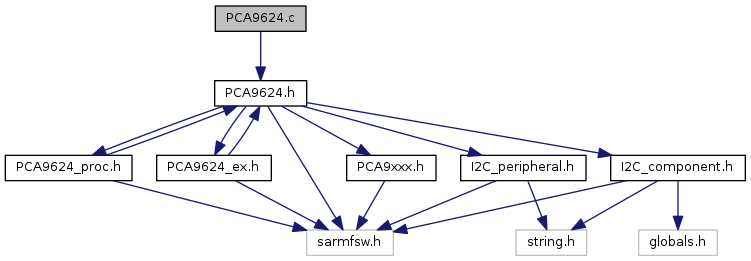 PCA9624.c
PCA9624.h
PCA9624_proc.h
PCA9624_ex.h
PCA9xxx.h
I2C_peripheral.h
I2C_component.h
sarmfsw.h
string.h
globals.h